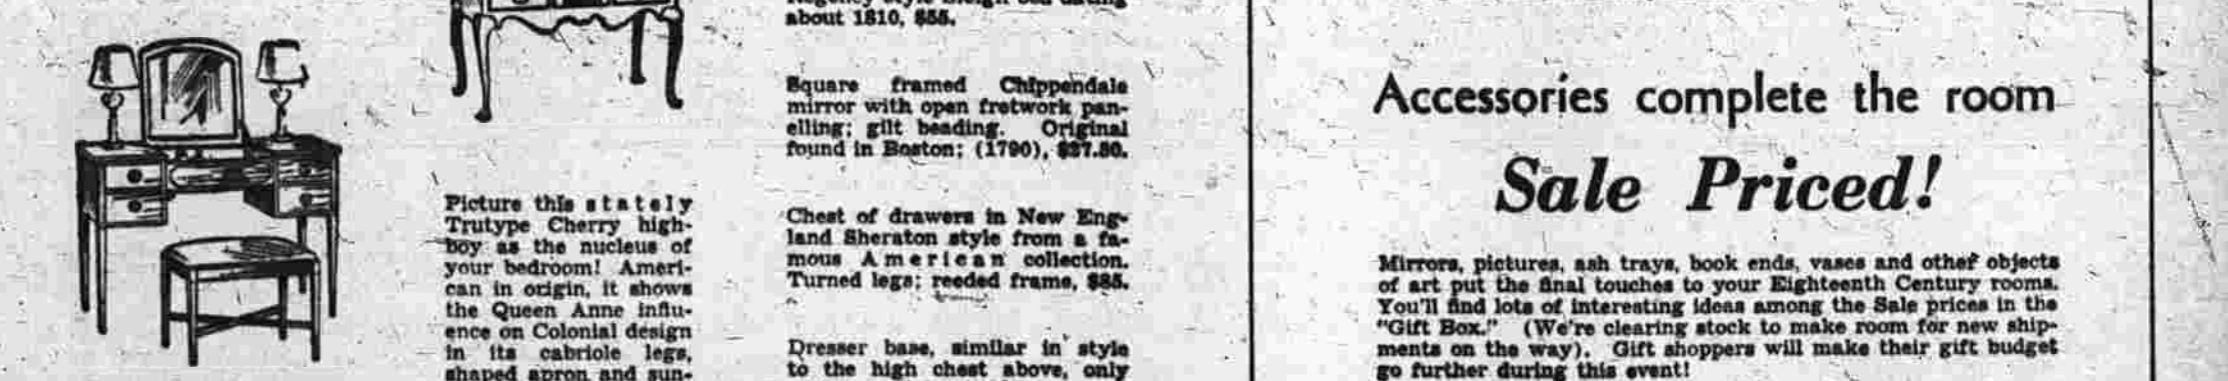 Picture this stately
Trutype Cherry high-
boy as the nucleus of
your bedroom! Ameri-
can in origin, it shows
the Queen Anne influ-
ence on Colonial design
in its cabriole legs,
shaped apron and sun-
about 1810, $55.
Square framed Chippendale
mirror with open fretwork pan-
elling; gilt beading. Original
found in Boston; (1790), $27.50.
Chest of drawers in New Eng-
land Sheraton style from a fa-
mous American collection.
Turned legs; reeded frame, $85.
Dresser base, similar in style
to the high chest above, only
Accessories complete the room
Sale Priced!
Mirrors, pictures, ash trays, book ends, vases and other objects
of art put the final touches to your Eighteenth Century rooms.
You'll find lots of interesting ideas among the Sale prices in the
"Gift Box." (We're clearing stock to make room for new ship-
ments on the way). Gift shoppers will make their gift budget
go further during this event!